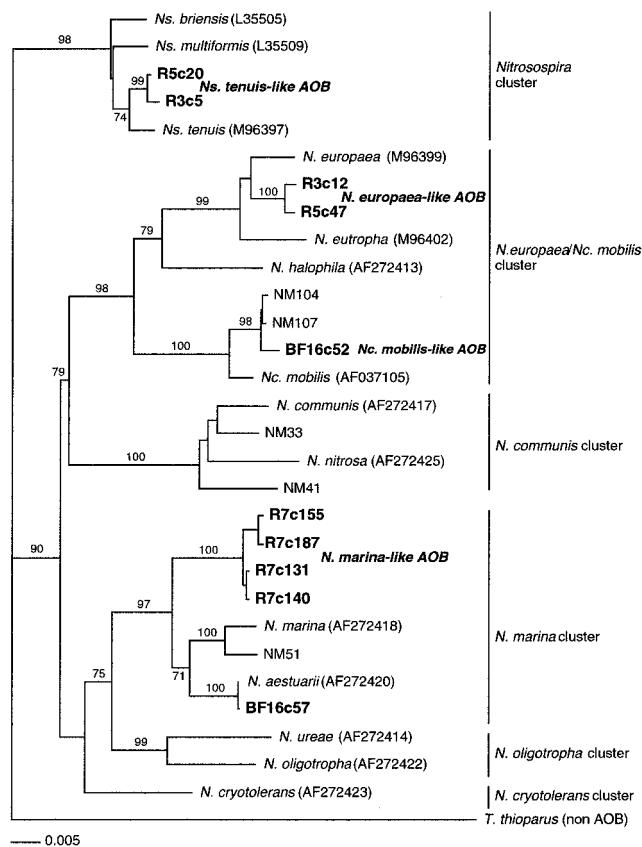 98
Ns. briensis (L35505)
Ns. multiformis (L35509)
99
R5c20
Ns. tenuis-like AOB
R3c5
74
Ns. tenuis (M96397)
Nitrosospira
cluster
N. europaea (M96399)
100
R3c12
N. europaea-like AOB
R5c47
99
N. eutropha (M96402)
79
N. halophila (AF272413)
98
NM104
98
NM107
BF16c52 Nc. mobilis-like AOB
100
Nc. mobilis (AF037105)
N.europaea/Nc. mobilis
cluster
79
N. communis (AF272417)
NM33
100
N. nitrosa (AF272425)
NM41
N. communis cluster
90
R7c155
R7c187
100
N. marina-like AOB
R7c131
R7c140
97
N. marina (AF272418)
100
NM51
71
N. aestuarii (AF272420)
100
BF16c57
N. marina cluster
75
N. ureae (AF272414)
99
N. oligotropha (AF272422)
N. oligotropha cluster
N. cryotolerans (AF272423)
N. cryotolerans cluster
T. thioparus (non AOB)
0.005